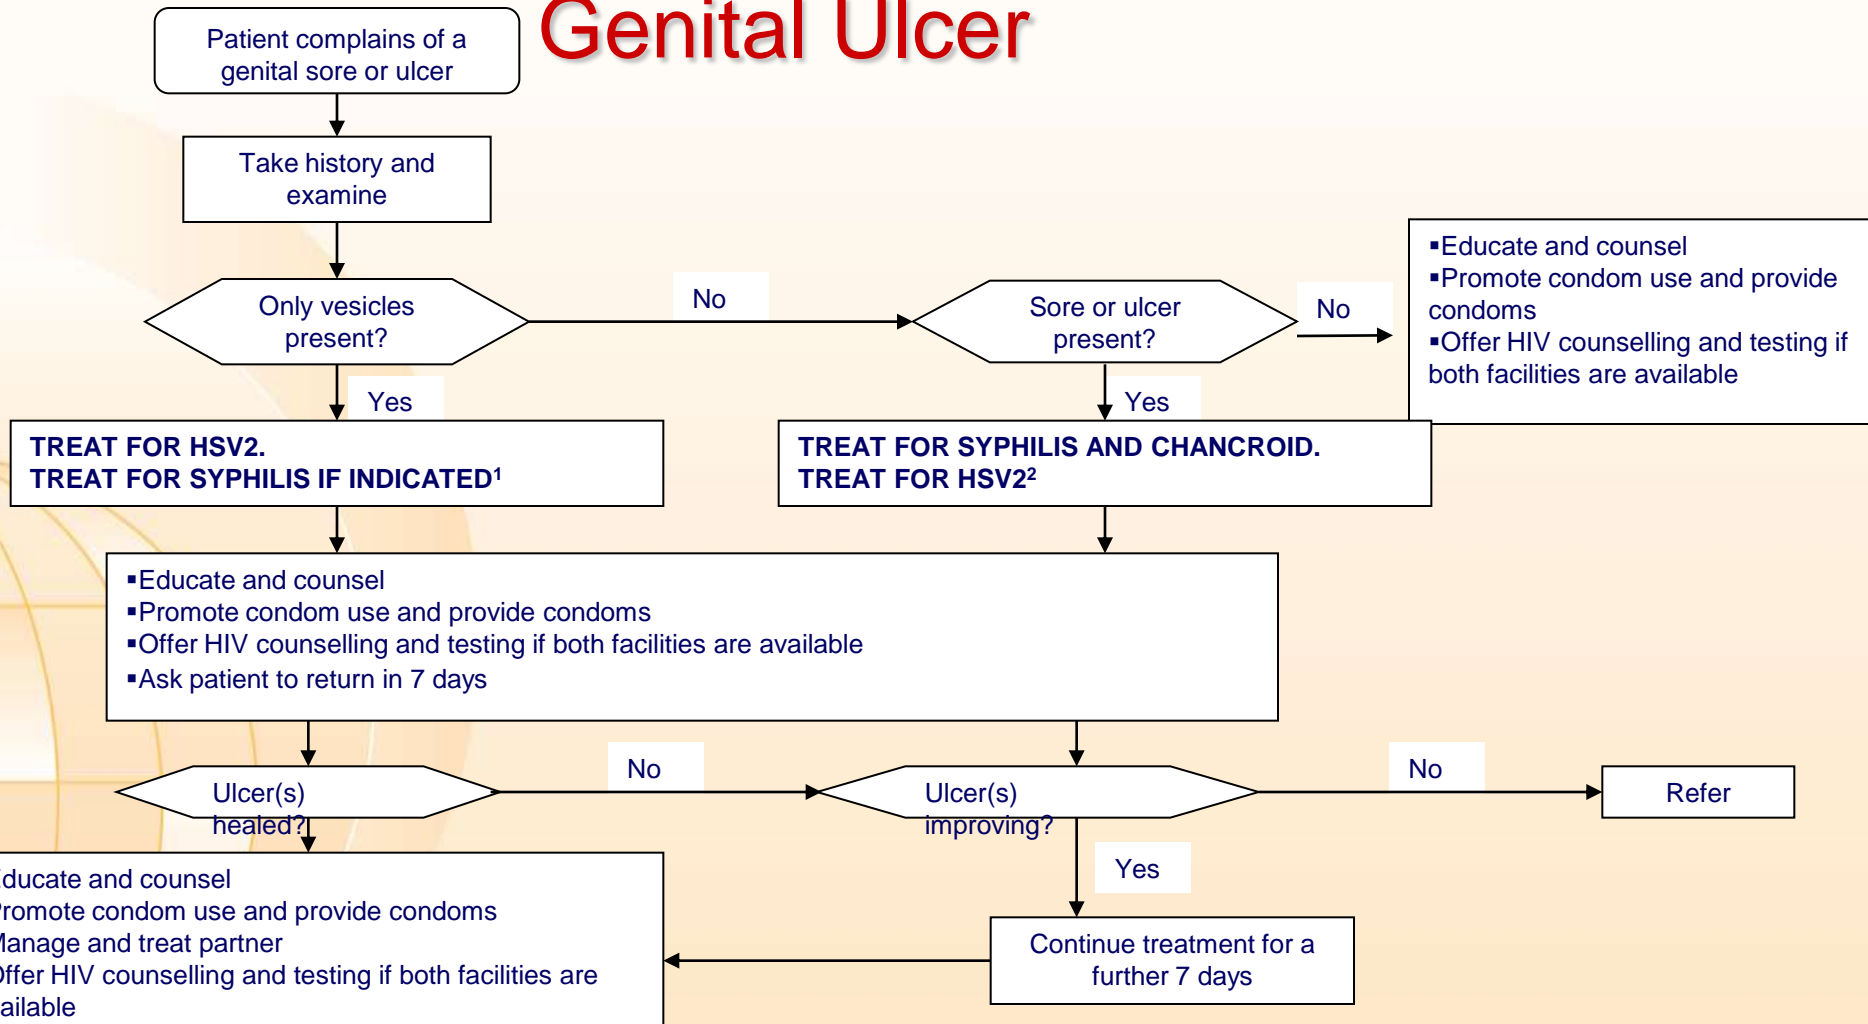 Genital Ulcer
Patient complains of a
genital sore or ulcer
Take history and
examine
Only vesicles
present?
No
Sore or ulcer
present?
No
▪Educate and counsel
▪Promote condom use and provide
condoms
▪Offer HIV counselling and testing if
both facilities are available
Yes
Yes
TREAT FOR HSV2.
TREAT FOR SYPHILIS IF INDICATED¹
TREAT FOR SYPHILIS AND CHANCROID.
TREAT FOR HSV2²
▪Educate and counsel
▪Promote condom use and provide condoms
▪Offer HIV counselling and testing if both facilities are available
▪Ask patient to return in 7 days
Ulcer(s)
healed?
No
Ulcer(s)
improving?
No
Refer
Yes
Continue treatment for a
further 7 days
ducate and counsel
romote condom use and provide condoms
anage and treat partner
ffer HIV counselling and testing if both facilities are
ailable